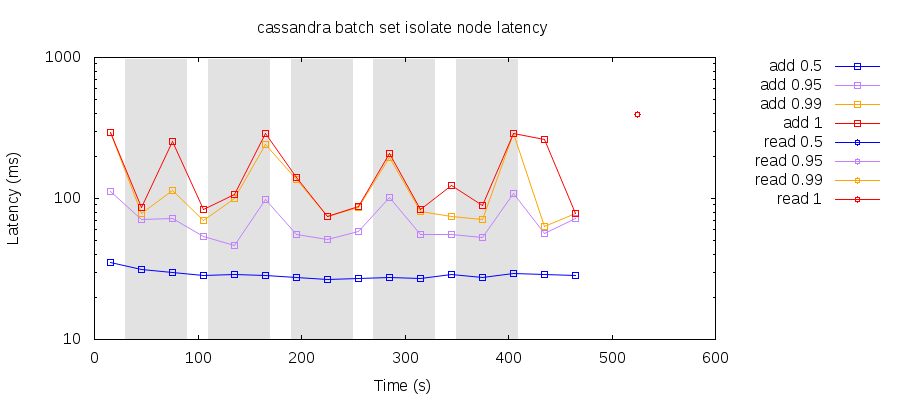 cassandra batch set isolate node latency
1000
100
10
Latency (ms)
0 100 200 300 400 500 600
Time (s)
add 0.5
add 0.95
add 0.99
add 1
read 0.5
read 0.95
read 0.99
read 1